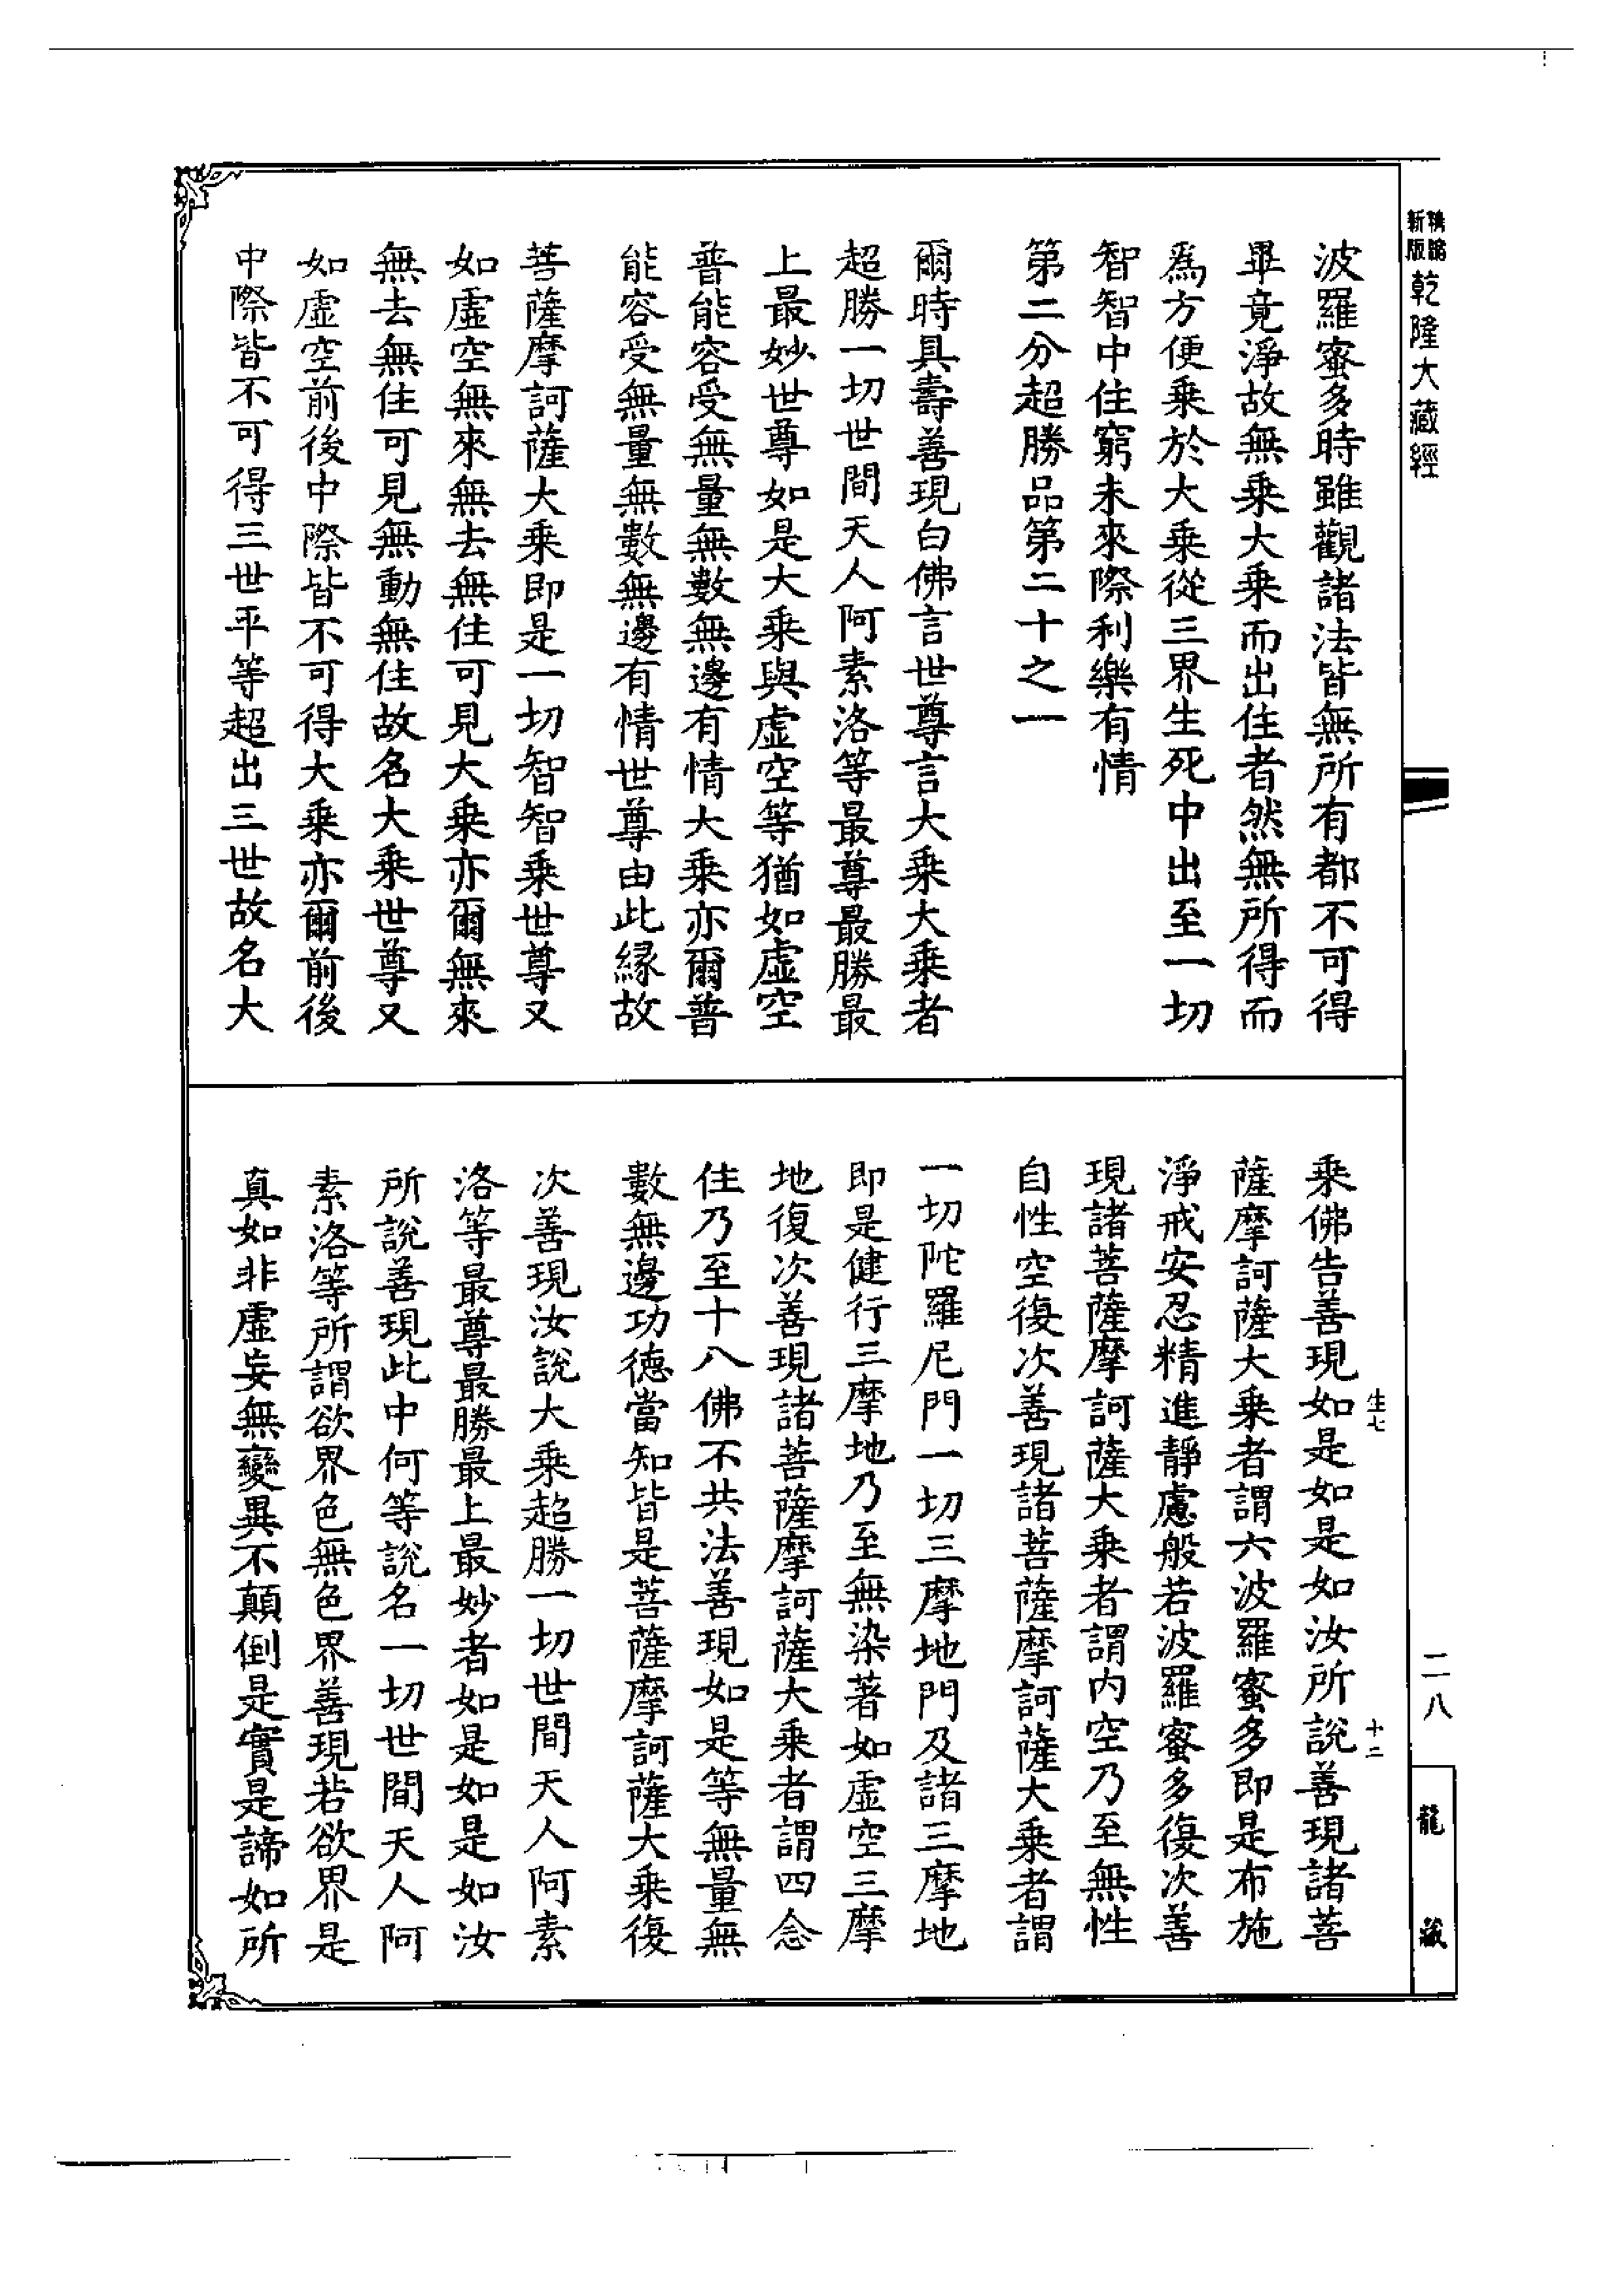 新版
乾隆大藏經
波羅蜜多時雖觀諸法皆無所有都不可得
畢竟淨故無乘大乘而出住者然無所得而
爲方便乘於大乘從三界生死中出至一切
智智中住窮未來際利樂有情
第二分超勝品第二十之一
爾時具壽善現白佛言世尊言大乘大乘者
超勝一切世間天人阿素洛等最尊最勝最
上最妙世尊如是大乘與虛空等猶如虛空
普能容受無量無數無邊有情大乘亦爾普
能容受無量無數無邊有情世尊由此緣故
菩薩摩訶薩大乘即是一切智智乘世尊又
如虛空無來無去無住可見大乘亦爾無來
無去無住可見無動無住故名大乘世尊又
如虛空前後中際皆不可得大乘亦爾前後
中際皆不可得三世平等超出三世故名大
生七
十二
乘佛告善現如是如是如汝所說善現諸菩
薩摩訶薩大乘者謂六波羅蜜多即是布施
淨戒安忍精進靜慮般若波羅蜜多復次善
現諸菩薩摩訶薩大乘者謂內空乃至無性
自性空復次善現諸菩薩摩訶薩大乘者謂
一切陀羅尼門一切三摩地門及諸三摩地
即是健行三摩地乃至無染著如虛空三摩
地復次善現諸菩薩摩訶薩大乘者謂四念
住乃至十八佛不共法善現如是等無量無
數無邊功德當知皆是菩薩摩訶薩大乘復
次善現汝說大乘超勝一切世間天人阿素
洛等最尊最勝最上最妙者如是如是如汝
所說善現此中何等說名一切世間天人阿
素洛等所謂欲界色無色界善現若欲界是
真如非虛妄無變異不顛倒是實是諦如所
二八
龍藏